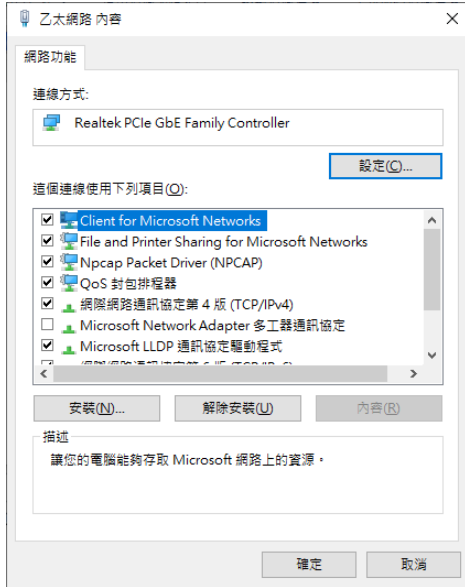 乙太網路 內容
網路功能
連線方式:
Realtek PCIe GbE Family Controller
設定(C)...
這個連線使用下列項目(O):
Client for Microsoft Networks
File and Printer Sharing for Microsoft Networks
Npcap Packet Driver (NPCAP)
QoS 封包排程器
網際網路通訊協定第 4 版 (TCP/IPv4)
Microsoft Network Adapter 多工器通訊協定
Microsoft LLDP 通訊協定驅動程式
安裝(N)... 解除安裝(U) 內容(R)
描述
讓您的電腦能夠存取 Microsoft 網路上的資源。
確定 取消